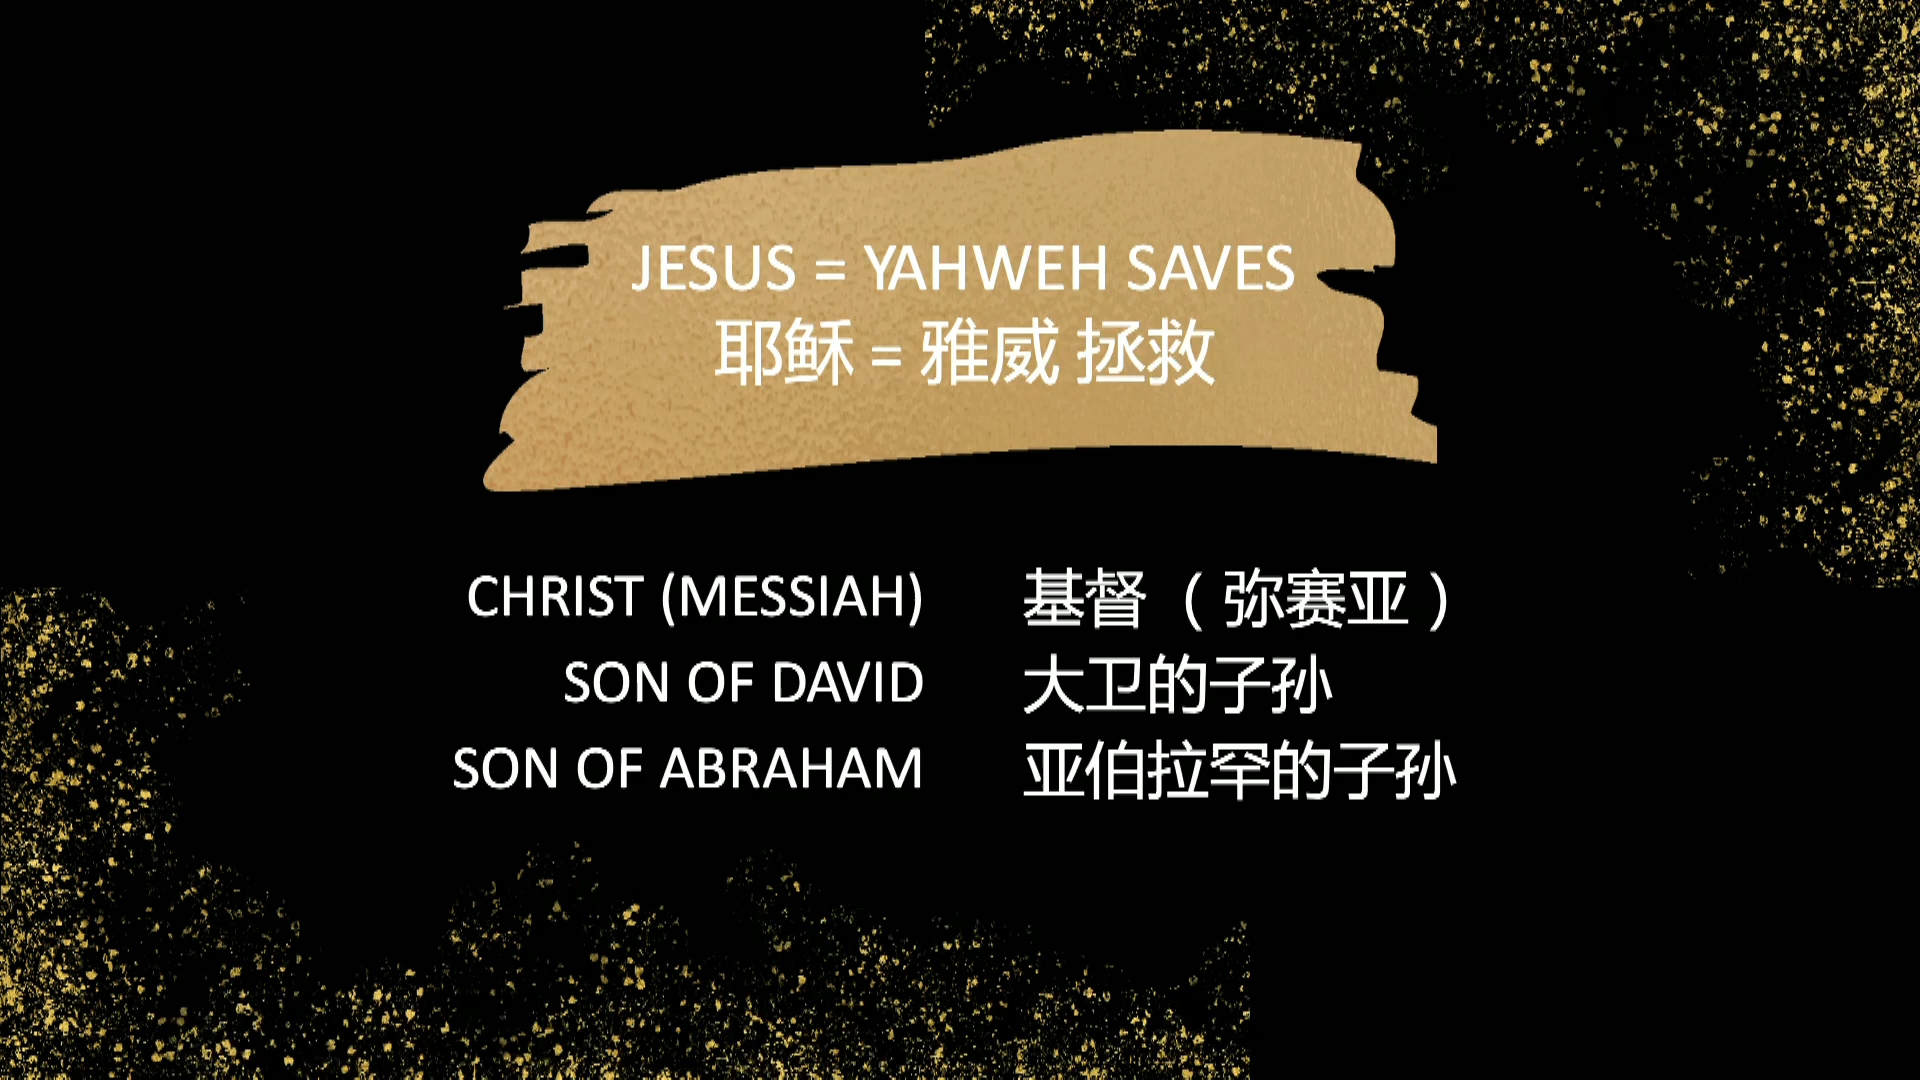 JESUS = YAHWEH SAVES
耶稣 = 雅威 拯救
CHRIST (MESSIAH) 基督 （弥赛亚）
SON OF DAVID 大卫的子孙
SON OF ABRAHAM 亚伯拉罕的子孙